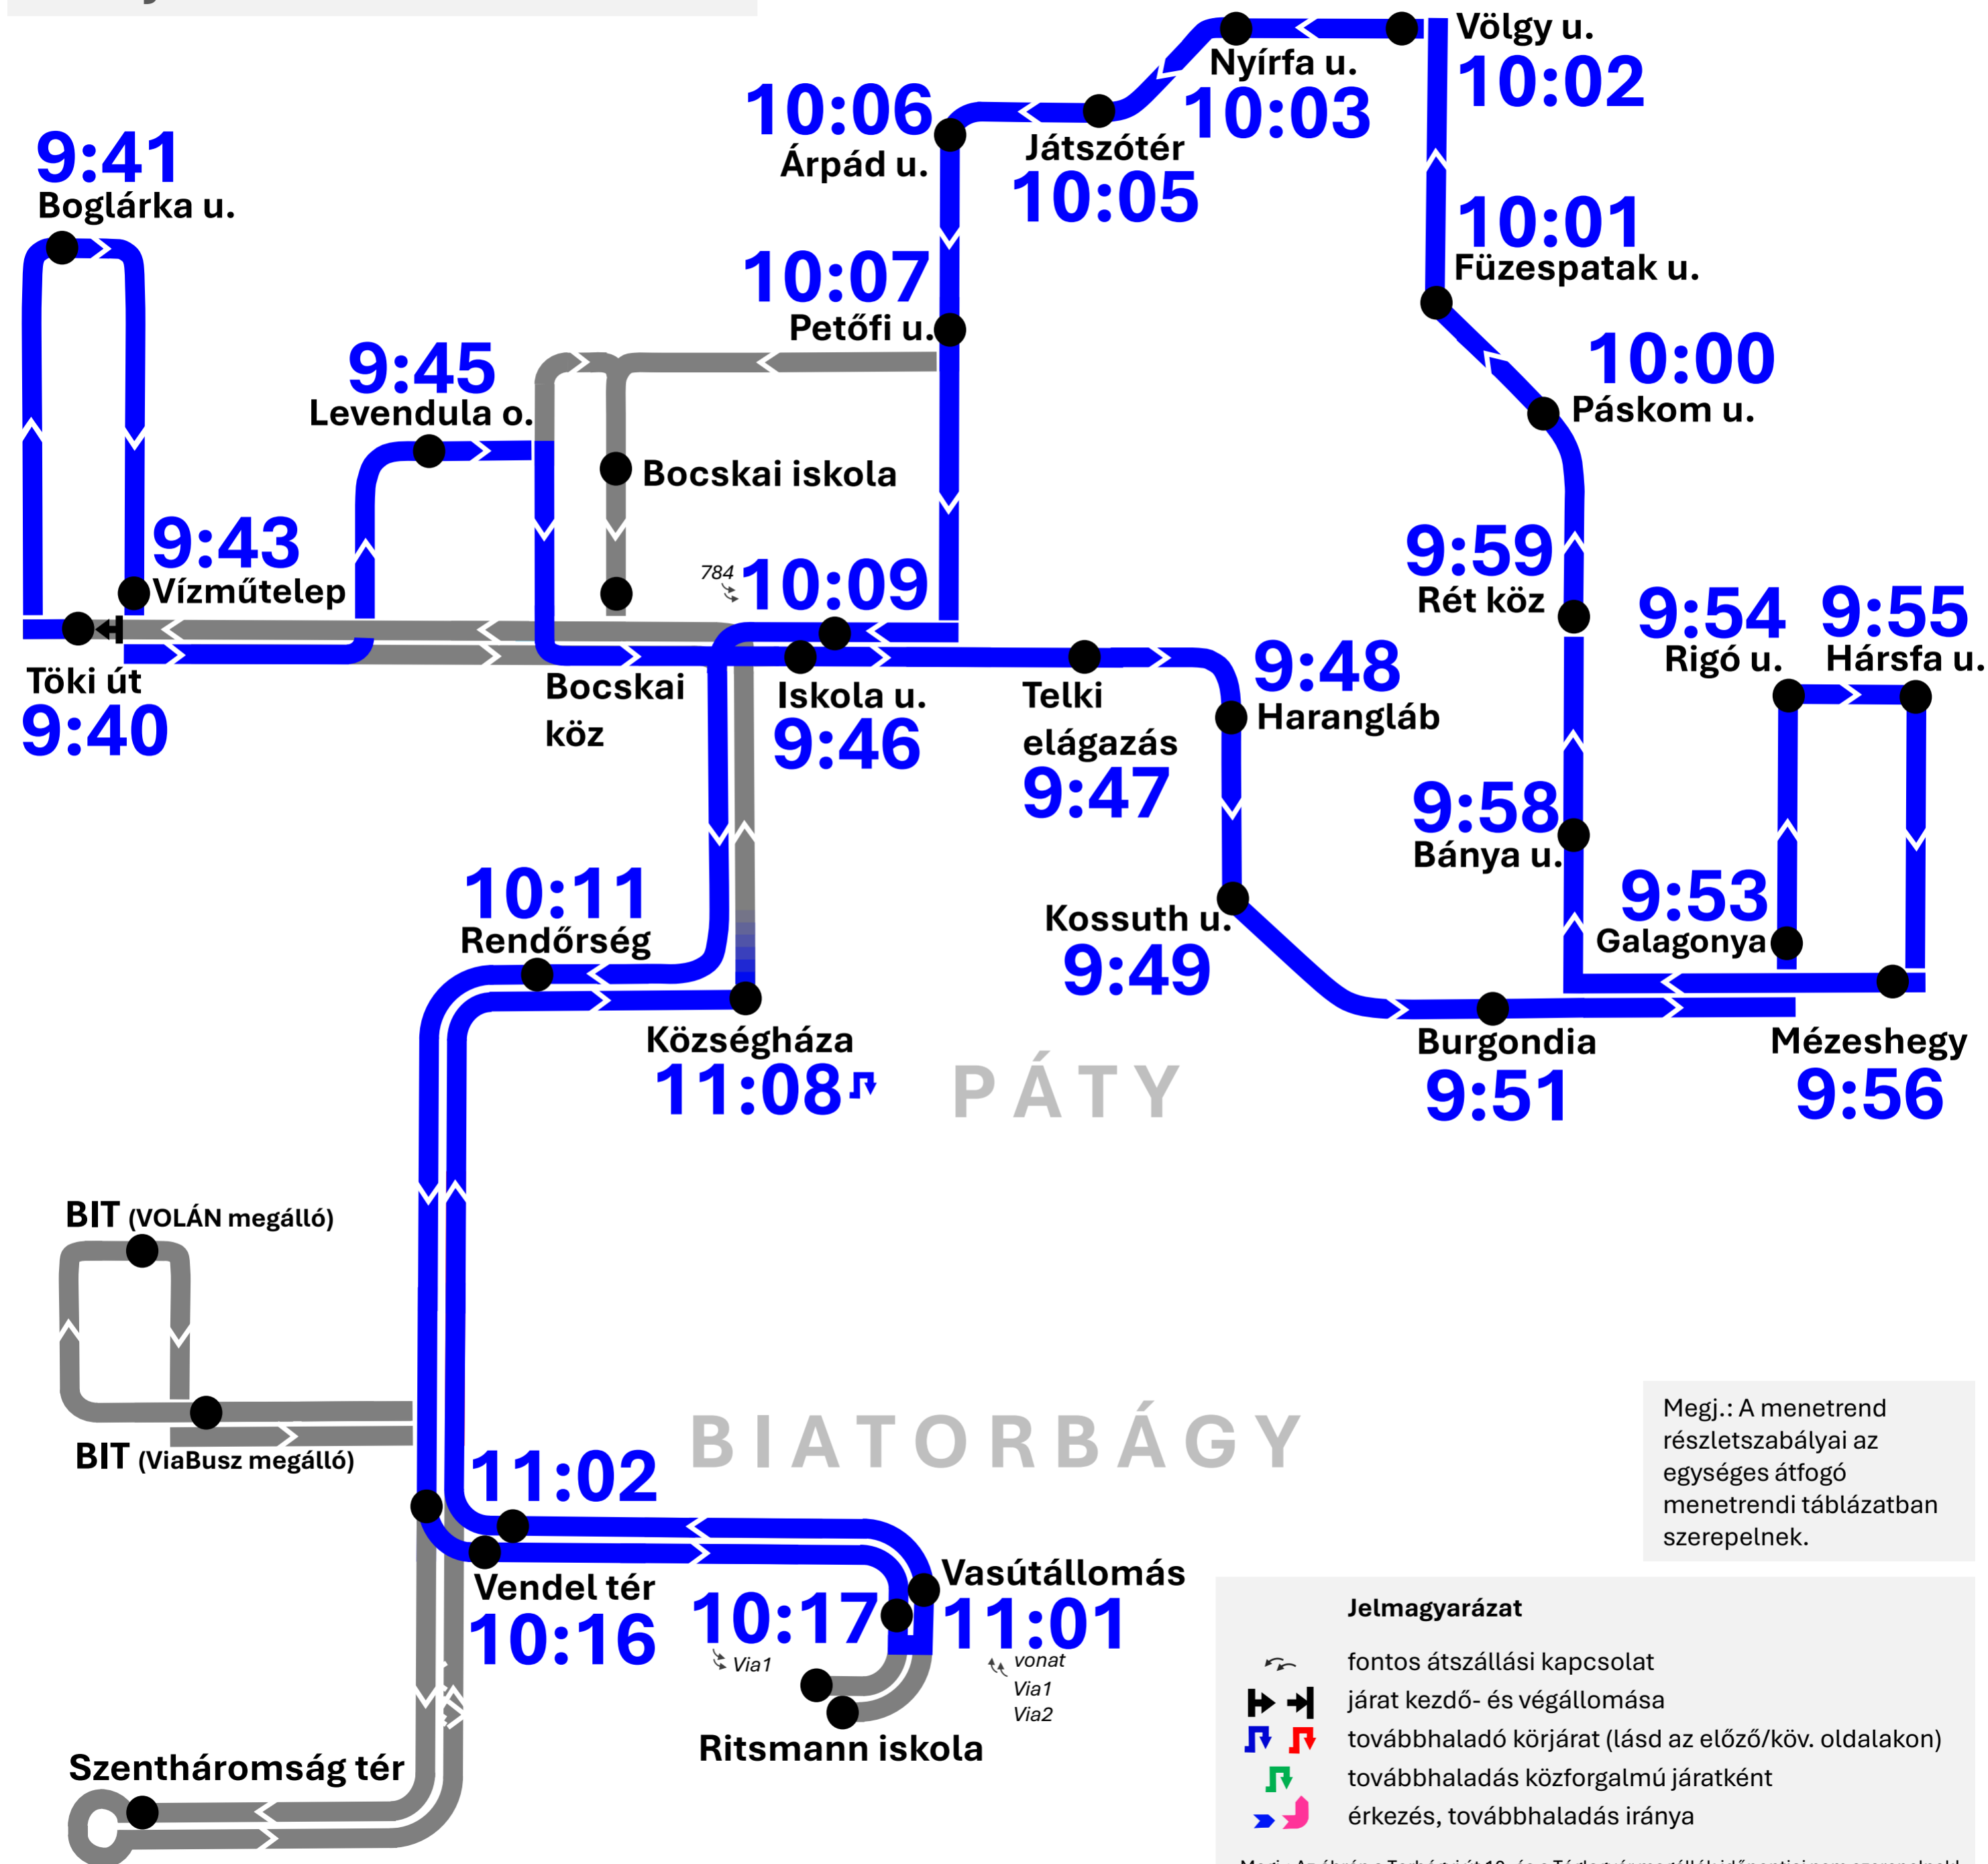 Völgy u.
10:02
Nyírfa u.
10:03
10:06
Árpád u.
Játszótér
10:05
9:41
Boglárka u.
10:01
Füzespatak u.
10:07
Petőfi u.
10:00
Páskom u.
9:45
Levendula o.
Bocskai iskola
9:43
Vízműtelep
784
10:09
9:59
Rét köz
9:54
Rigó u.
9:55
Hársfa u.
Töki út
9:40
Bocskai
köz
Iskola u.
9:46
Telki
elágazás
9:47
9:48
Harangláb
9:58
Bánya u.
10:11
Rendőrség
Kossuth u.
9:49
9:53
Galagonya
Községháza
11:08
PÁTY
Burgondia
9:51
Mézeshegy
9:56
BIT (VOLÁN megálló)
BIATORBÁGY
BIT (ViaBusz megálló)
11:02
Vendel tér
10:16
10:17
Via1
Vasútállomás
11:01
vonat
Via1
Via2
Ritsmann iskola
Szentháromság tér
Megj.: A menetrend
részletszabályai az
egységes átfogó
menetrendi táblázatban
szerepelnek.
Jelmagyarázat
fontos átszállási kapcsolat
járat kezdő- és végállomása
továbbhaladó körjárat (lásd az előző/köv. oldalakon)
továbbhaladás közforgalmú járatként
érkezés, továbbhaladás iránya